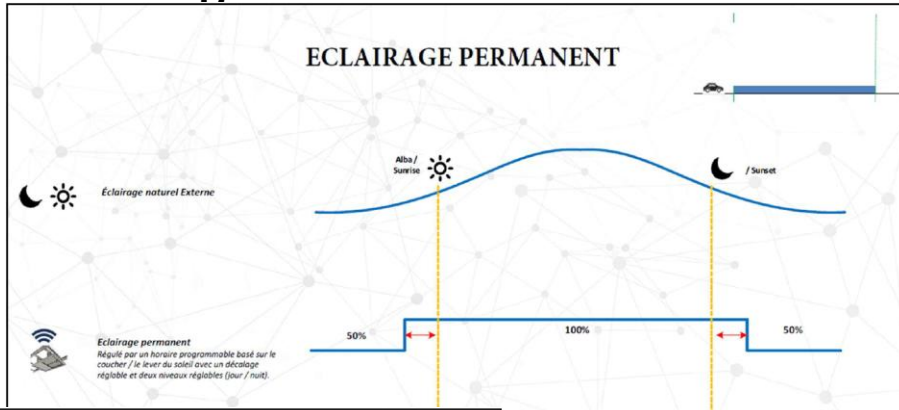 ECLAIRAGE PERMANENT
Alba /
Sunrise
/ Sunset
Éclairage naturel Externe
50%
100%
50%
Eclairage permanent
Régulé par un horaire programmable basé sur le
coucher / le lever du soleil avec un décalage
réglable et deux niveaux réglables (jour / nuit).